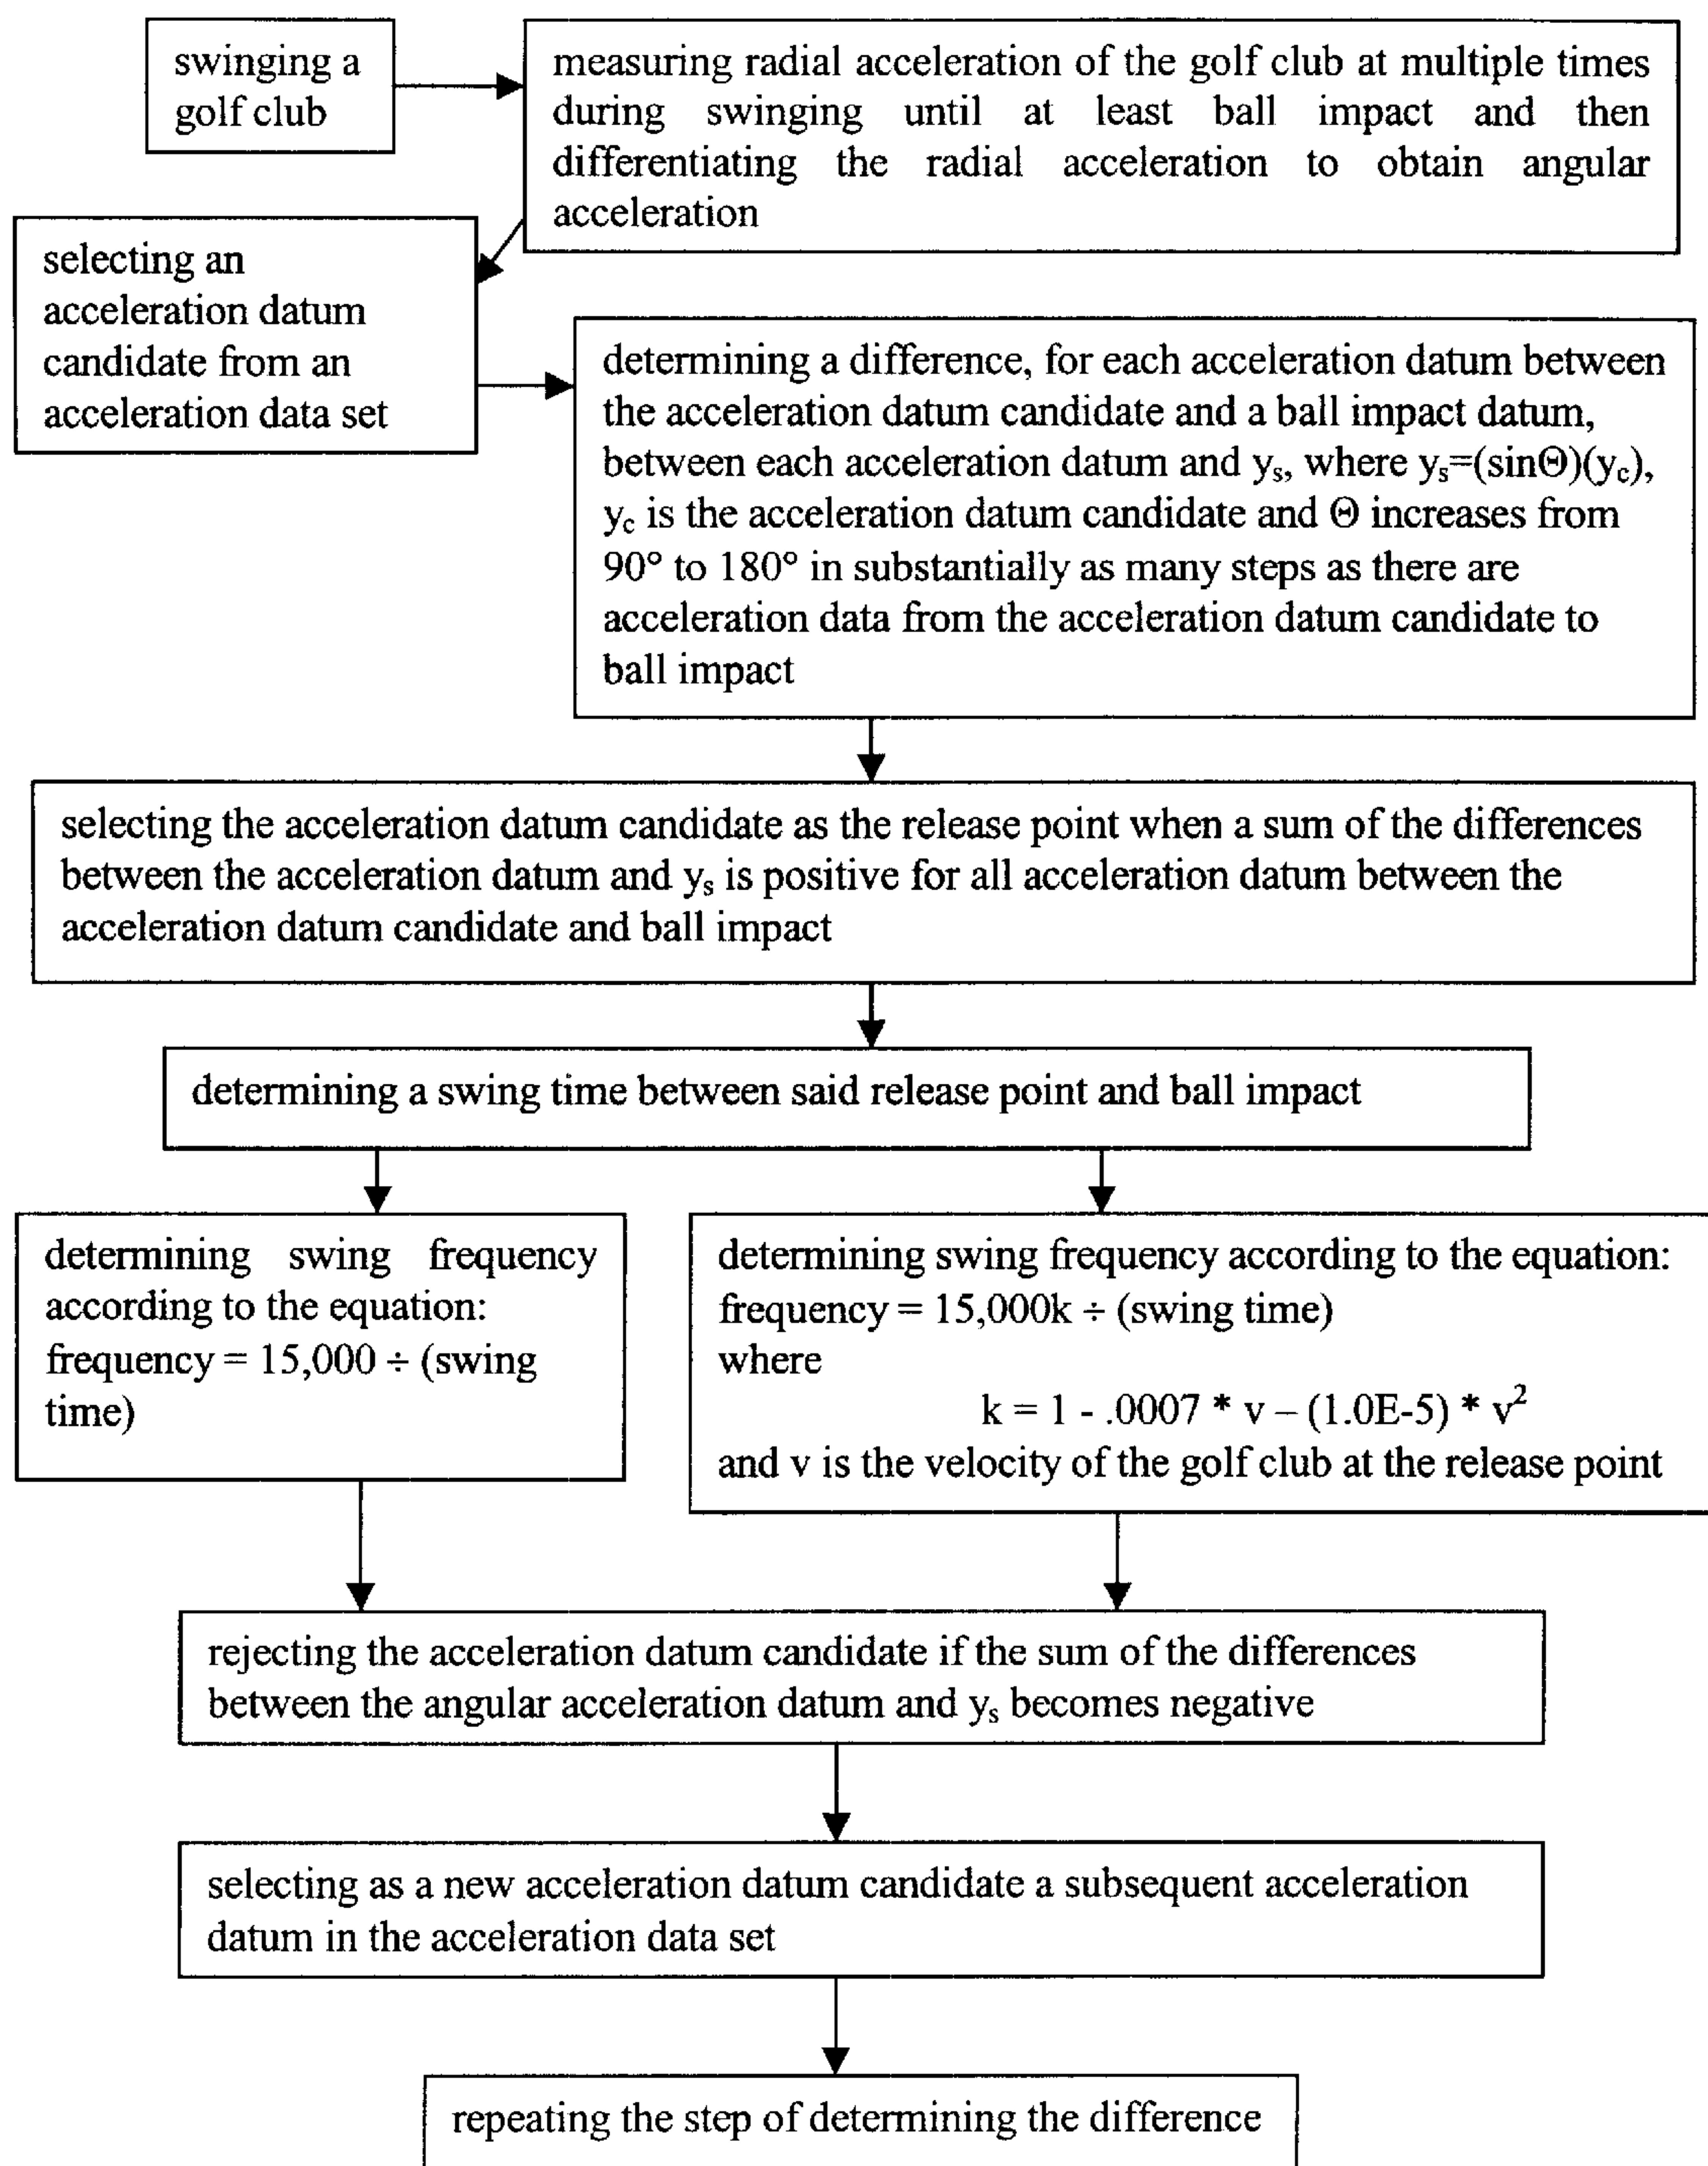 swinging a
golf club
measuring radial acceleration of the golf club at multiple times
during swinging until at least ball impact and then
differentiating the radial acceleration to obtain angular
acceleration
selecting an
acceleration datum
candidate from an
acceleration data set
determining a difference, for each acceleration datum between
the acceleration datum candidate and a ball impact datum,
between each acceleration datum and yₛ, where yₛ=(sinΘ)(y_c),
y_c is the acceleration datum candidate and Θ increases from
90° to 180° in substantially as many steps as there are
acceleration data from the acceleration datum candidate to
ball impact
selecting the acceleration datum candidate as the release point when a sum of the differences
between the acceleration datum and yₛ is positive for all acceleration datum between the
acceleration datum candidate and ball impact
determining a swing time between said release point and ball impact
determining swing frequency
according to the equation:
frequency = 15,000 ÷ (swing
time)
determining swing frequency according to the equation:
frequency = 15,000k ÷ (swing time)
where
k = 1 - .0007 * v – (1.0E-5) * v²
and v is the velocity of the golf club at the release point
rejecting the acceleration datum candidate if the sum of the differences
between the angular acceleration datum and yₛ becomes negative
selecting as a new acceleration datum candidate a subsequent acceleration
datum in the acceleration data set
repeating the step of determining the difference